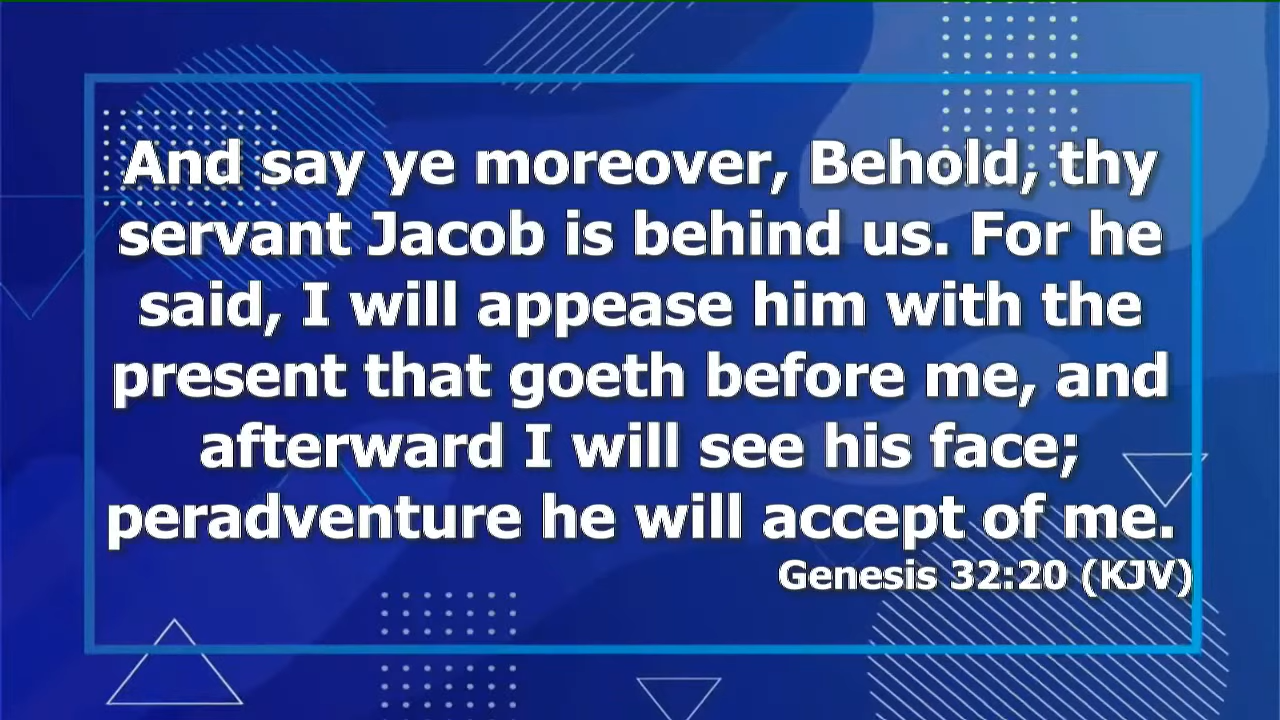 And say ye moreover, Behold, thy
servant Jacob is behind us. For he
said, I will appease him with the
present that goeth before me, and
afterward I will see his face;
peradventure he will accept of me.
Genesis 32:20 (KJV)